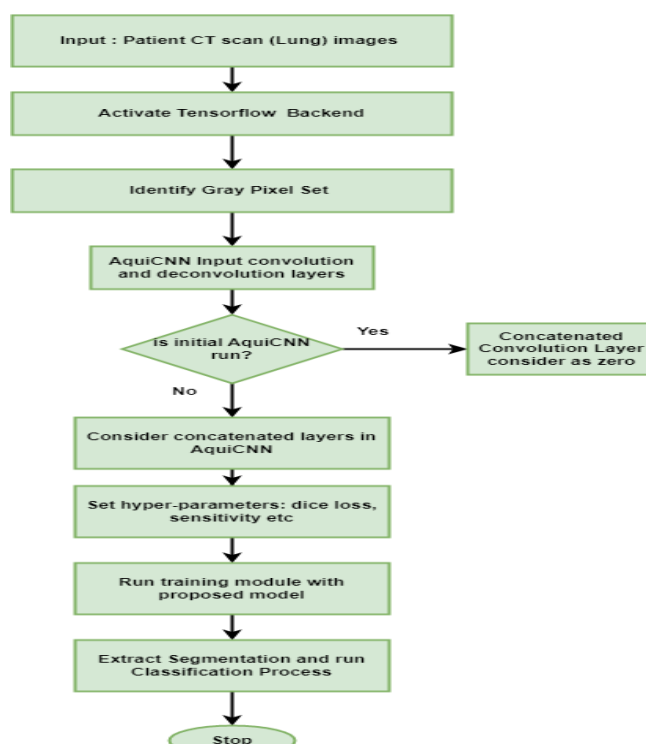 Input : Patient CT scan (Lung) images
Activate Tensorflow Backend
Identify Gray Pixel Set
AquiCNN Input convolution
and deconvolution layers
is initial AquiCNN
run?
Yes
Concatenated
Convolution Layer
consider as zero
No
Consider concatenated layers in
AquiCNN
Set hyper-parameters: dice loss,
sensitivity etc
Run training module with
proposed model
Extract Segmentation and run
Classification Process
Stop